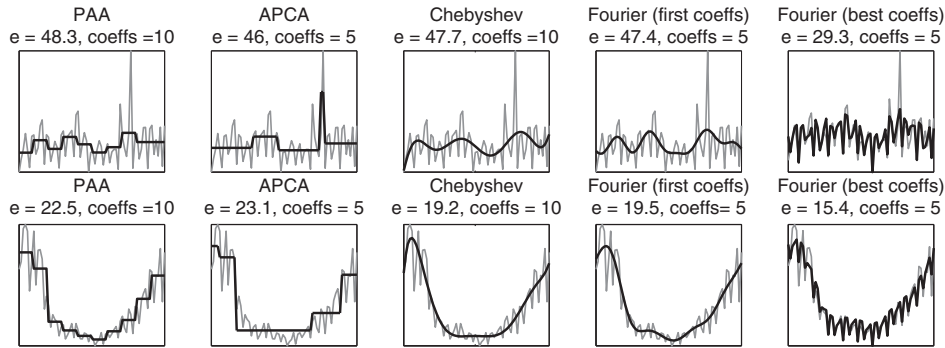 PAA
e = 48.3, coeffs =10
APCA
e = 46, coeffs = 5
Chebyshev
e = 47.7, coeffs =10
Fourier (first coeffs)
e = 47.4, coeffs = 5
Fourier (best coeffs)
e = 29.3, coeffs = 5
PAA
e = 22.5, coeffs =10
APCA
e = 23.1, coeffs = 5
Chebyshev
e = 19.2, coeffs = 10
Fourier (first coeffs)
e = 19.5, coeffs= 5
Fourier (best coeffs)
e = 15.4, coeffs = 5